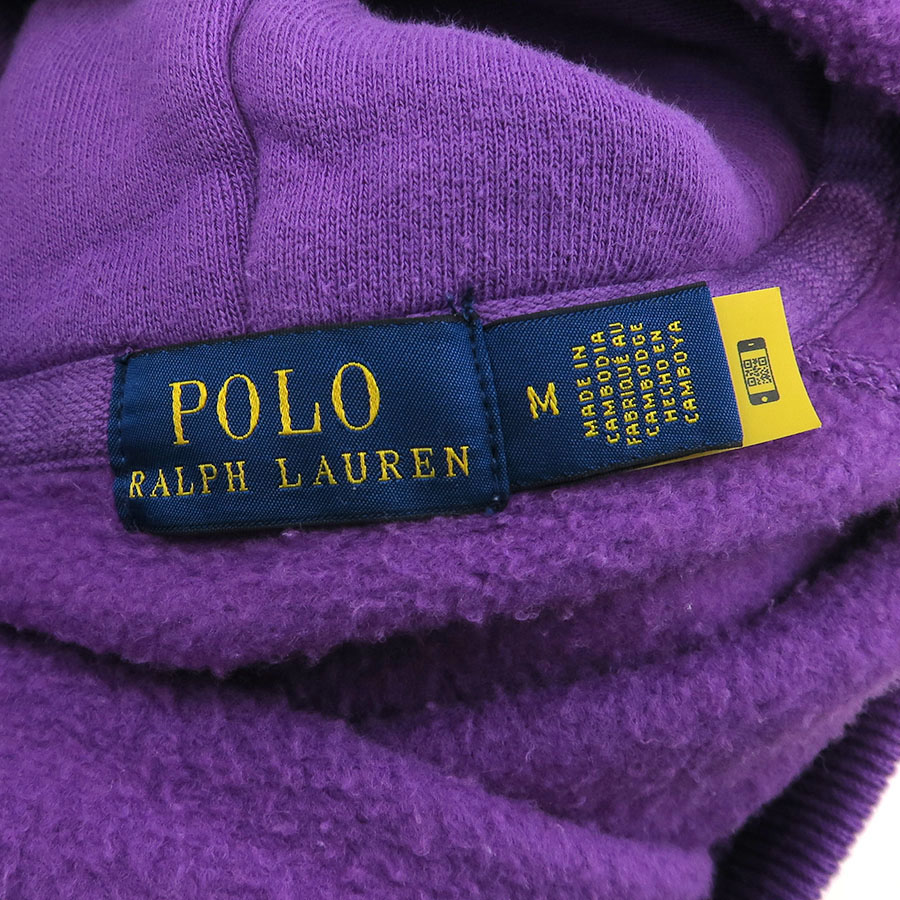 POLO
RALPH LAUREN
M
MADE IN
CAMBODIA
FABRIQUÉ AU
CAMBODGE
HECHO EN
CAMBOYA